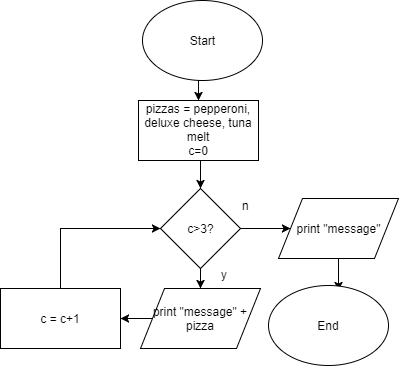 Start
pizzas = pepperoni,
deluxe cheese, tuna
melt
c=0
c>3?
n
print "message"
y
print "message" +
pizza
c = c+1
End